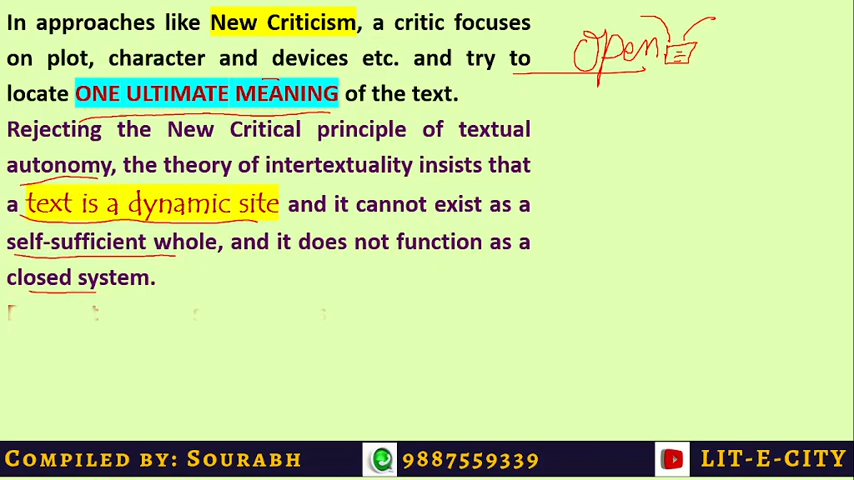 In approaches like New Criticism, a critic focuses
on plot, character and devices etc. and try to
locate ONE ULTIMATE MEANING of the text.
Rejecting the New Critical principle of textual
autonomy, the theory of intertextuality insists that
a text is a dynamic site and it cannot exist as a
self-sufficient whole, and it does not function as a
closed system.
open
COMPILED BY: SOURABH
9887559339
LIT-E-CITY